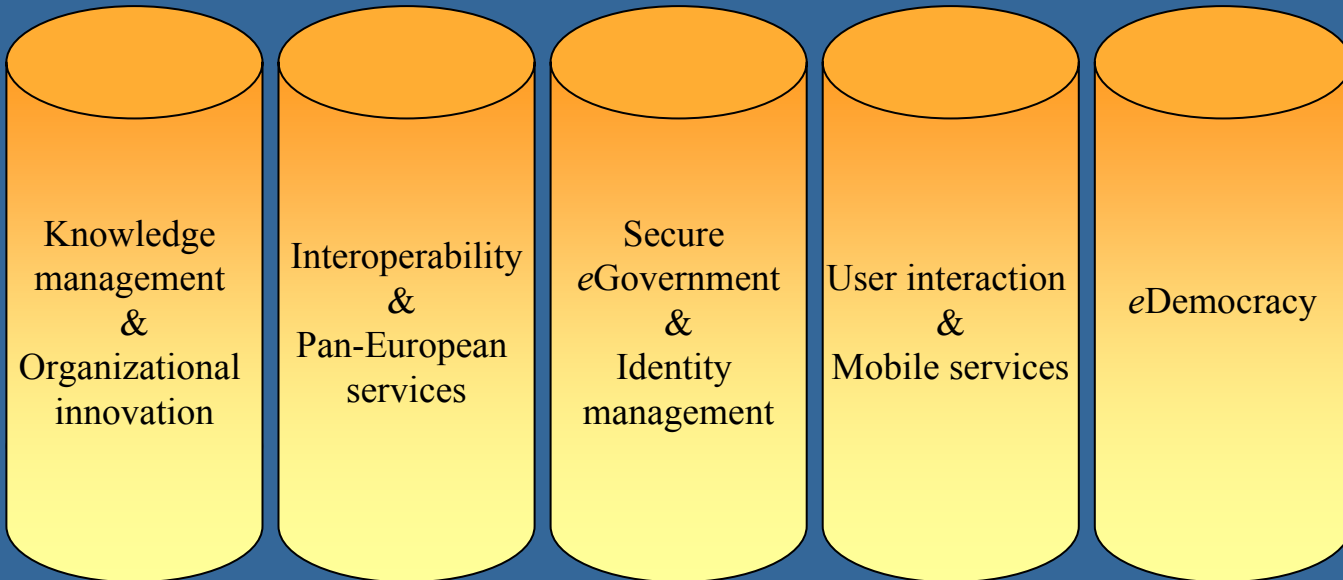 Knowledge
management
&
Organizational
innovation
Interoperability
&
Pan-European
services
Secure
eGovernment
&
Identity
management
User interaction
&
Mobile services
eDemocracy